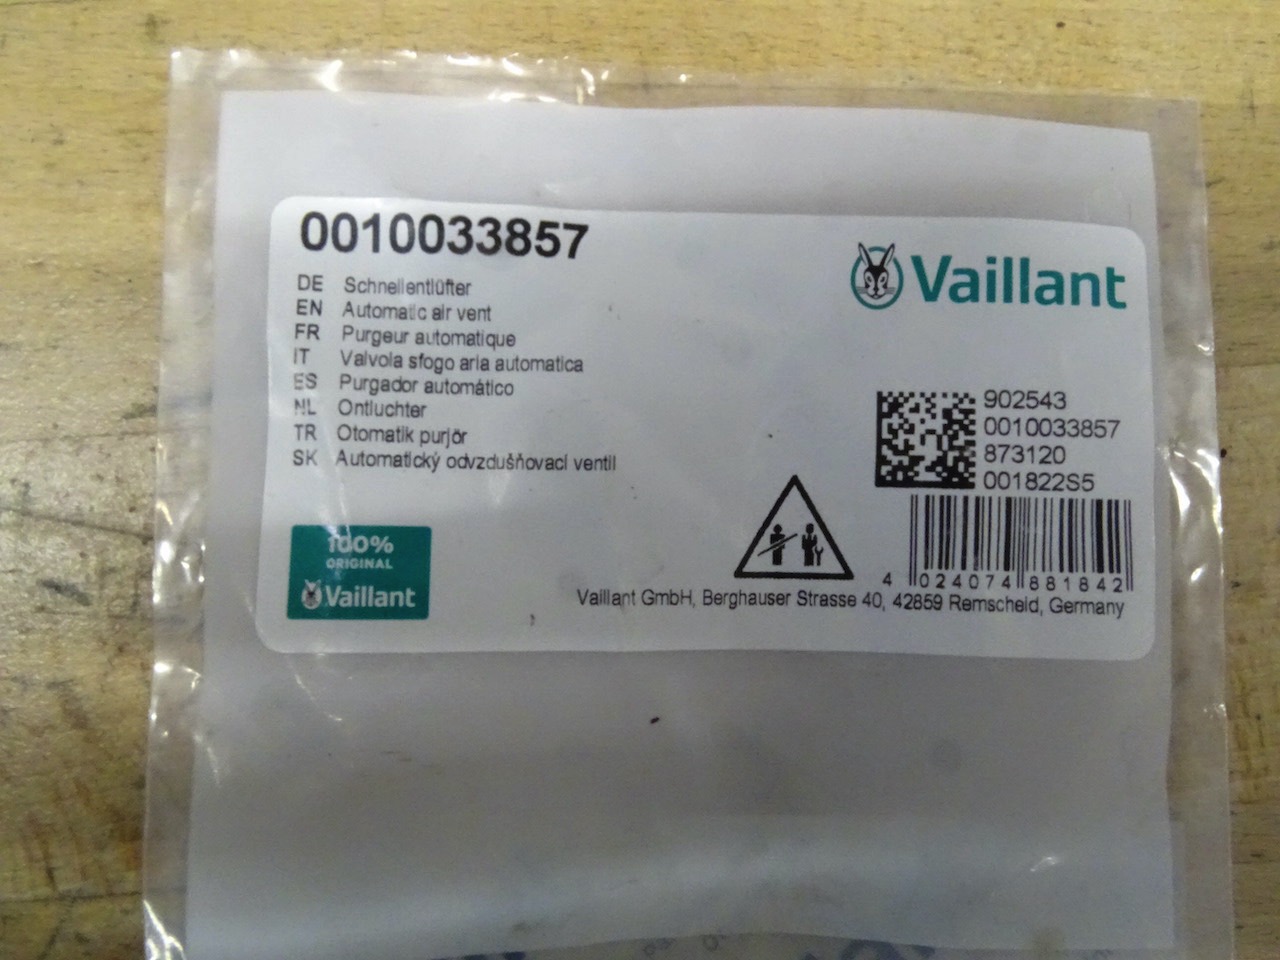 0010033857
DE Schnellentlüfter
EN Automatic air vent
FR Purgeur automatique
IT Valvola sfogo aria automatica
ES Purgador automático
NL Ontluchter
TR Otomatik purjör
SK Automatický odvzdušňovací ventil
Vaillant
902543
0010033857
873120
001822S5
4 024074 881842
100%
ORIGINAL
Vaillant
Vaillant GmbH, Berghauser Strasse 40, 42859 Remscheid, Germany